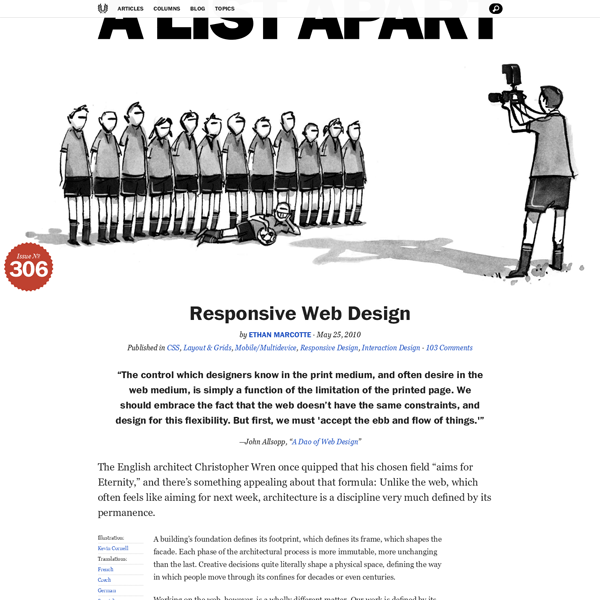 ARTICLES COLUMNS BLOG TOPICS
A LIST APART
Issue №
306
Responsive Web Design
by ETHAN MARCOTTE · May 25, 2010
Published in CSS, Layout & Grids, Mobile/Multidevice, Responsive Design, Interaction Design · 103 Comments
“The control which designers know in the print medium, and often desire in the
web medium, is simply a function of the limitation of the printed page. We
should embrace the fact that the web doesn’t have the same constraints, and
design for this flexibility. But first, we must ‘accept the ebb and flow of things.’”
—John Allsopp, “A Dao of Web Design”
The English architect Christopher Wren once quipped that his chosen field “aims for
Eternity,” and there’s something appealing about that formula: Unlike the web, which
often feels like aiming for next week, architecture is a discipline very much defined by its
permanence.
Illustration:
Kevin Cornell
Translations:
French
Czech
German
A building’s foundation defines its footprint, which defines its frame, which shapes the
facade. Each phase of the architectural process is more immutable, more unchanging
than the last. Creative decisions quite literally shape a physical space, defining the
way in which people move through its confines for decades or even centuries.
Working on the web, however, is a wholly different matter. Our work is defined by its